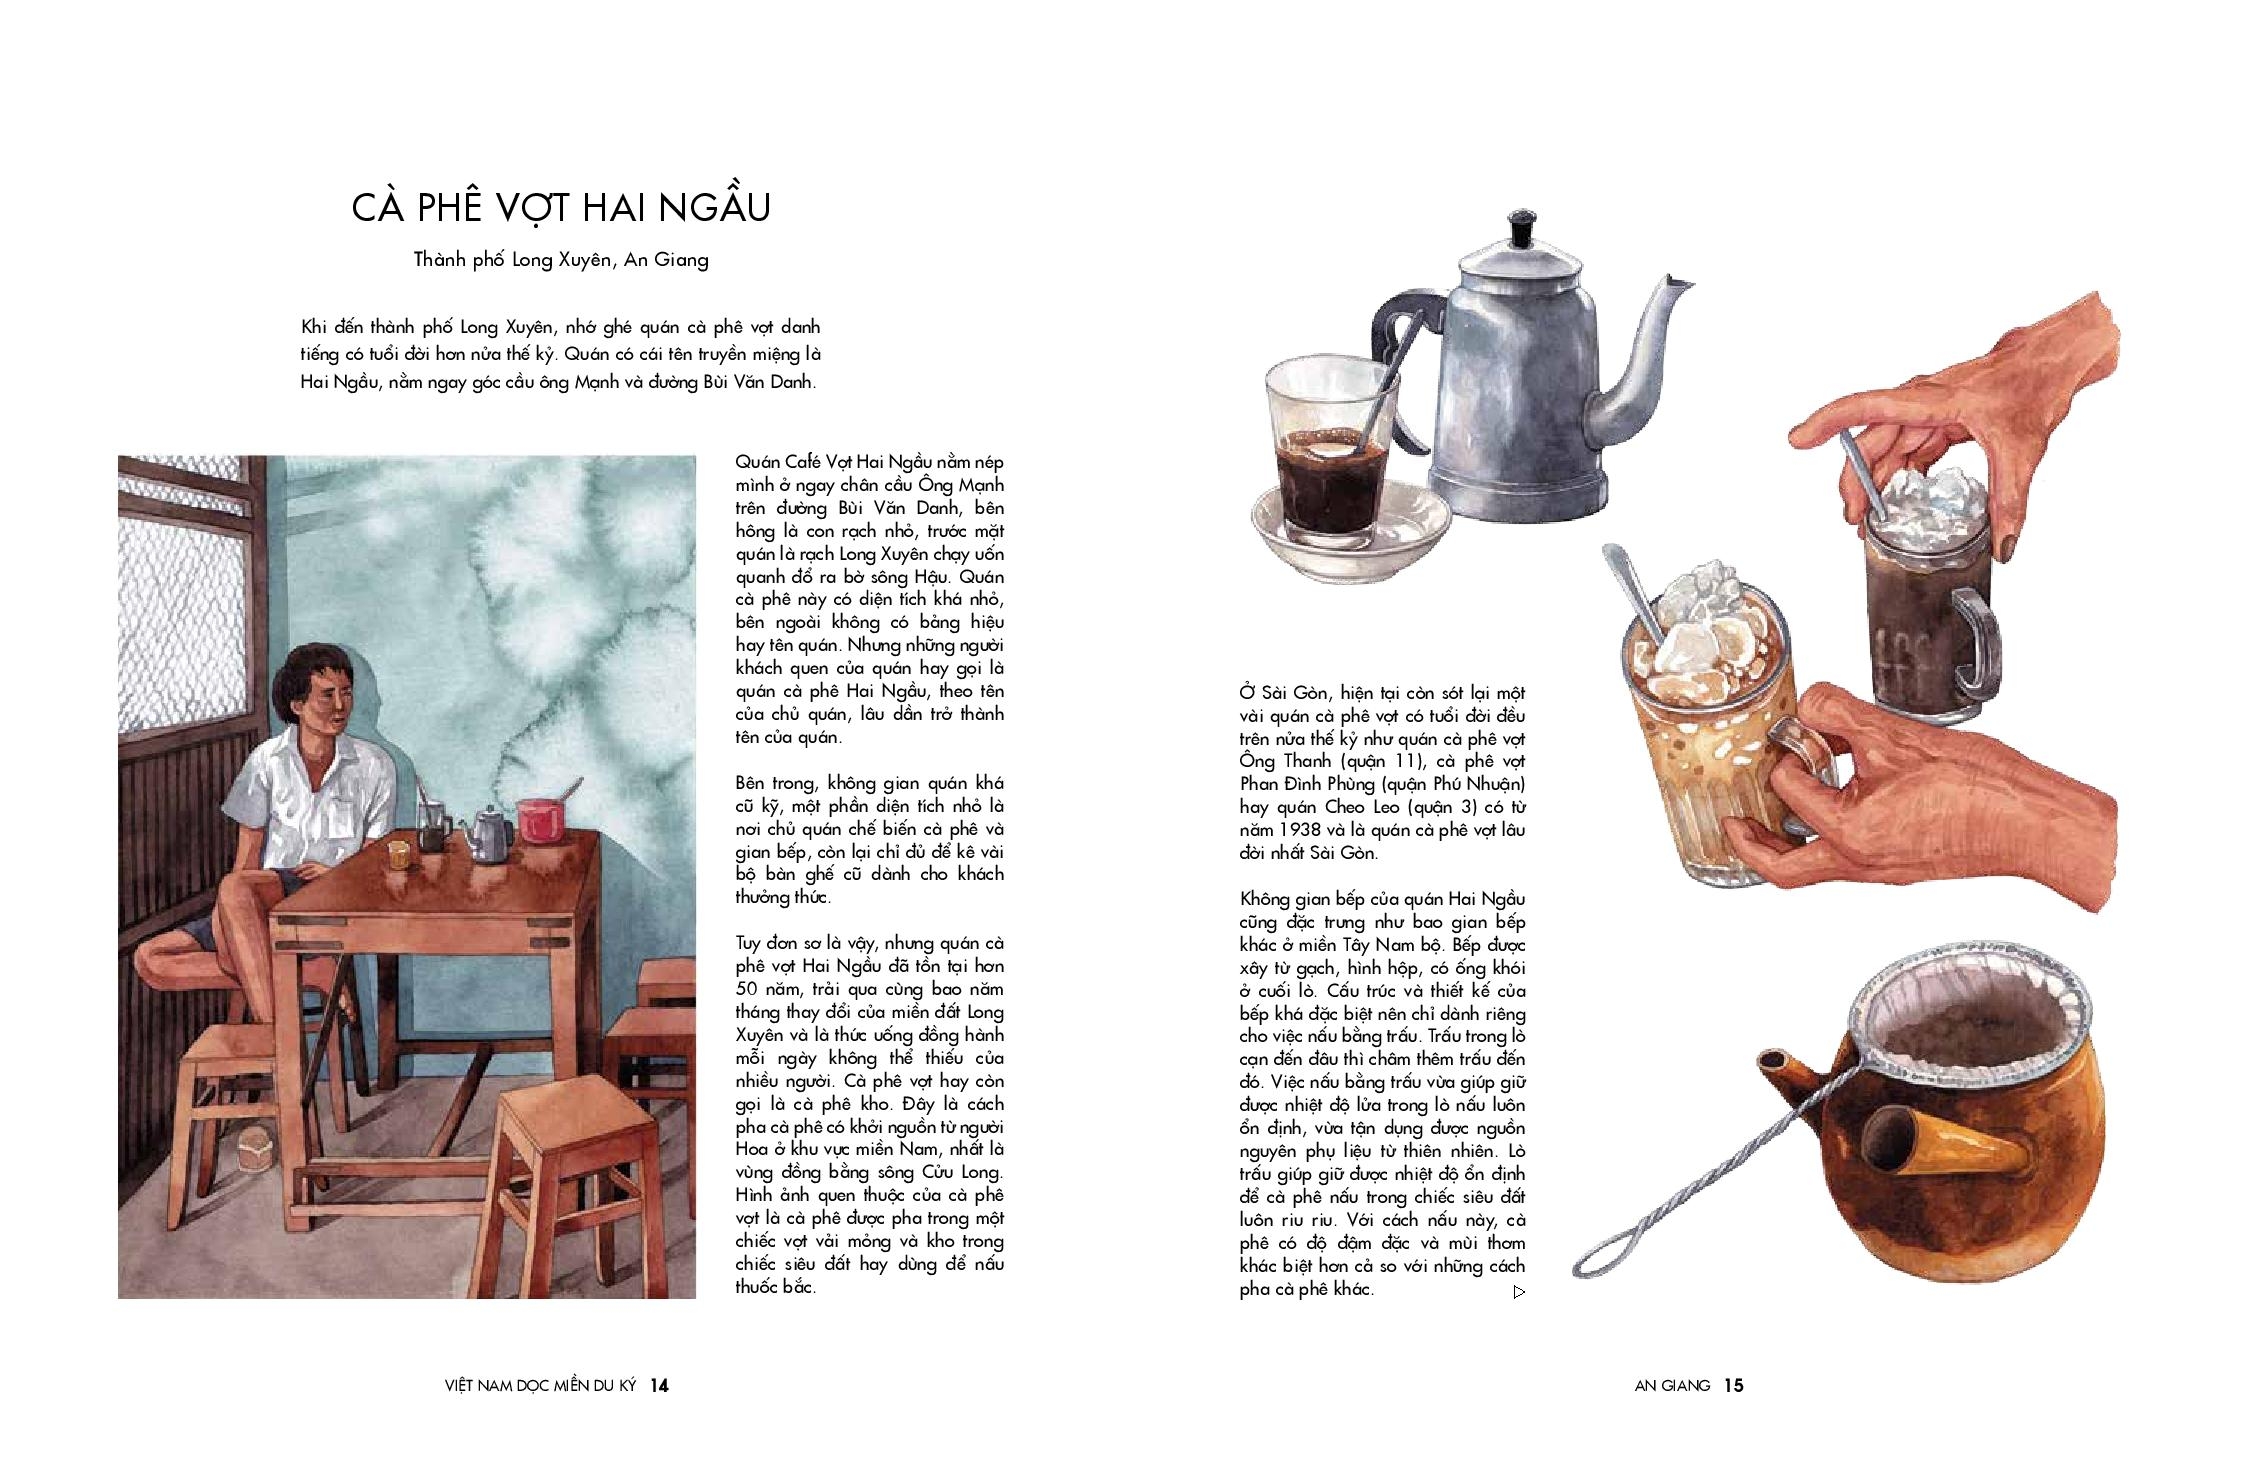 CÀ PHÊ VỢT HAI NGẦU
Thành phố Long Xuyên, An Giang
Khi đến thành phố Long Xuyên, nhớ ghé quán cà phê vợt danh
tiếng có tuổi đời hơn nửa thế kỷ. Quán có cái tên truyền miệng là
Hai Ngầu, nằm ngay góc cầu ông Mạnh và đường Bùi Văn Danh.
Quán Café Vợt Hai Ngầu nằm nép
mình ở ngay chân cầu Ông Mạnh
trên đường Bùi Văn Danh, bên
hông là con rạch nhỏ, trước mặt
quán là rạch Long Xuyên chạy uốn
quanh đổ ra bờ sông Hậu. Quán
cà phê này có diện tích khá nhỏ,
bên ngoài không có bảng hiệu
hay tên quán. Nhưng những người
khách quen của quán hay gọi là
quán cà phê Hai Ngầu, theo tên
của chủ quán, lâu dần trở thành
tên của quán.
Bên trong, không gian quán khá
cũ kỹ, một phần diện tích nhỏ là
nơi chủ quán chế biến cà phê và
gian bếp, còn lại chỉ đủ để kê vài
bộ bàn ghế cũ dành cho khách
thưởng thức.
Tuy đơn sơ là vậy, nhưng quán cà
phê vợt Hai Ngầu đã tồn tại hơn
50 năm, trải qua cùng bao năm
tháng thay đổi của miền đất Long
Xuyên và là thức uống đồng hành
mỗi ngày không thể thiếu của
nhiều người. Cà phê vợt hay còn
gọi là cà phê kho. Đây là cách
pha cà phê có khởi nguồn từ người
Hoa ở khu vực miền Nam, nhất là
vùng đồng bằng sông Cửu Long.
Hình ảnh quen thuộc của cà phê
vợt là cà phê được pha trong một
chiếc vợt vải mỏng và kho trong
chiếc siêu đất hay dùng để nấu
thuốc bắc.
Ở Sài Gòn, hiện tại còn sót lại một
vài quán cà phê vợt có tuổi đời đều
trên nửa thế kỷ như quán cà phê vợt
Ông Thanh (quận 11), cà phê vợt
Phan Đình Phùng (quận Phú Nhuận)
hay quán Cheo Leo (quận 3) có từ
năm 1938 và là quán cà phê vợt lâu
đời nhất Sài Gòn.
Không gian bếp của quán Hai Ngầu
cũng đặc trưng như bao gian bếp
khác ở miền Tây Nam bộ. Bếp được
xây từ gạch, hình hộp, có ống khói
ở cuối lò. Cấu trúc và thiết kế của
bếp khá đặc biệt nên chỉ dành riêng
cho việc nấu bằng trấu. Trấu trong lò
cạn đến đâu thì châm thêm trấu đến
đó. Việc nấu bằng trấu vừa giúp giữ
được nhiệt độ lửa trong lò nấu luôn
ổn định, vừa tận dụng được nguồn
nguyên phụ liệu từ thiên nhiên. Lò
trấu giúp giữ được nhiệt độ ổn định
để cà phê nấu trong chiếc siêu đất
luôn riu riu. Với cách nấu này, cà
phê có độ đậm đặc và mùi thơm
khác biệt hơn cả so với những cách
pha cà phê khác.
VIỆT NAM DỌC MIỀN DU KÝ 14
AN GIANG 15